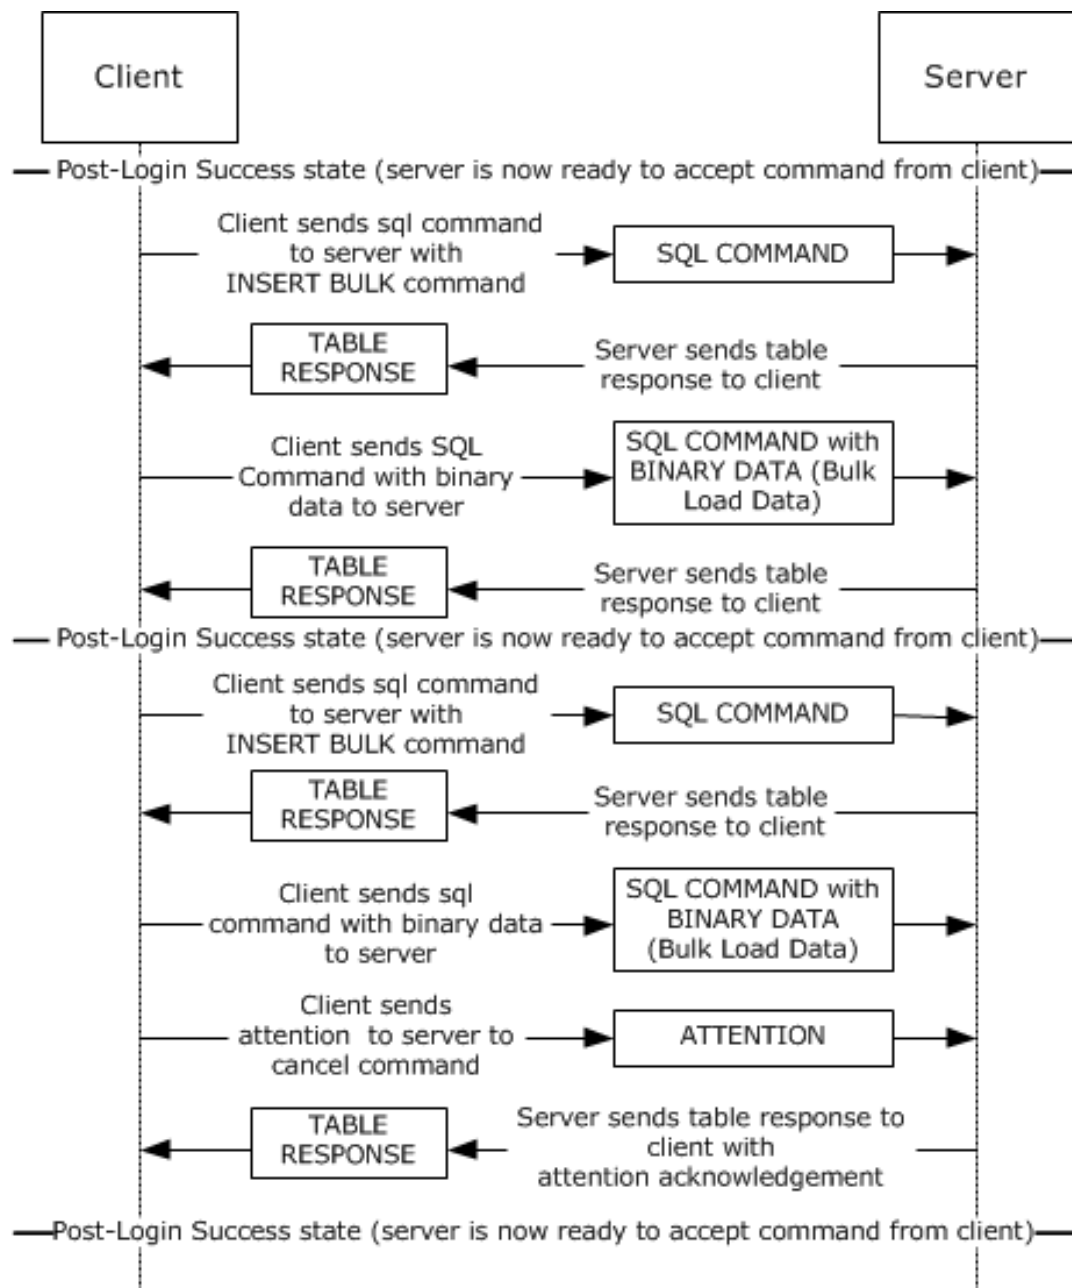 Client
Server
Post-Login Success state (server is now ready to accept command from client)
Client sends sql command
to server with
INSERT BULK command
SQL COMMAND
TABLE
RESPONSE
Server sends table
response to client
Client sends SQL
Command with binary
data to server
SQL COMMAND with
BINARY DATA (Bulk
Load Data)
TABLE
RESPONSE
Server sends table
response to client
Post-Login Success state (server is now ready to accept command from client)
Client sends sql command
to server with
INSERT BULK command
SQL COMMAND
TABLE
RESPONSE
Server sends table
response to client
Client sends sql
command with binary data
to server
SQL COMMAND with
BINARY DATA
(Bulk Load Data)
Client sends
attention to server to
cancel command
ATTENTION
TABLE
RESPONSE
Server sends table response to
client with
attention acknowledgement
Post-Login Success state (server is now ready to accept command from client)